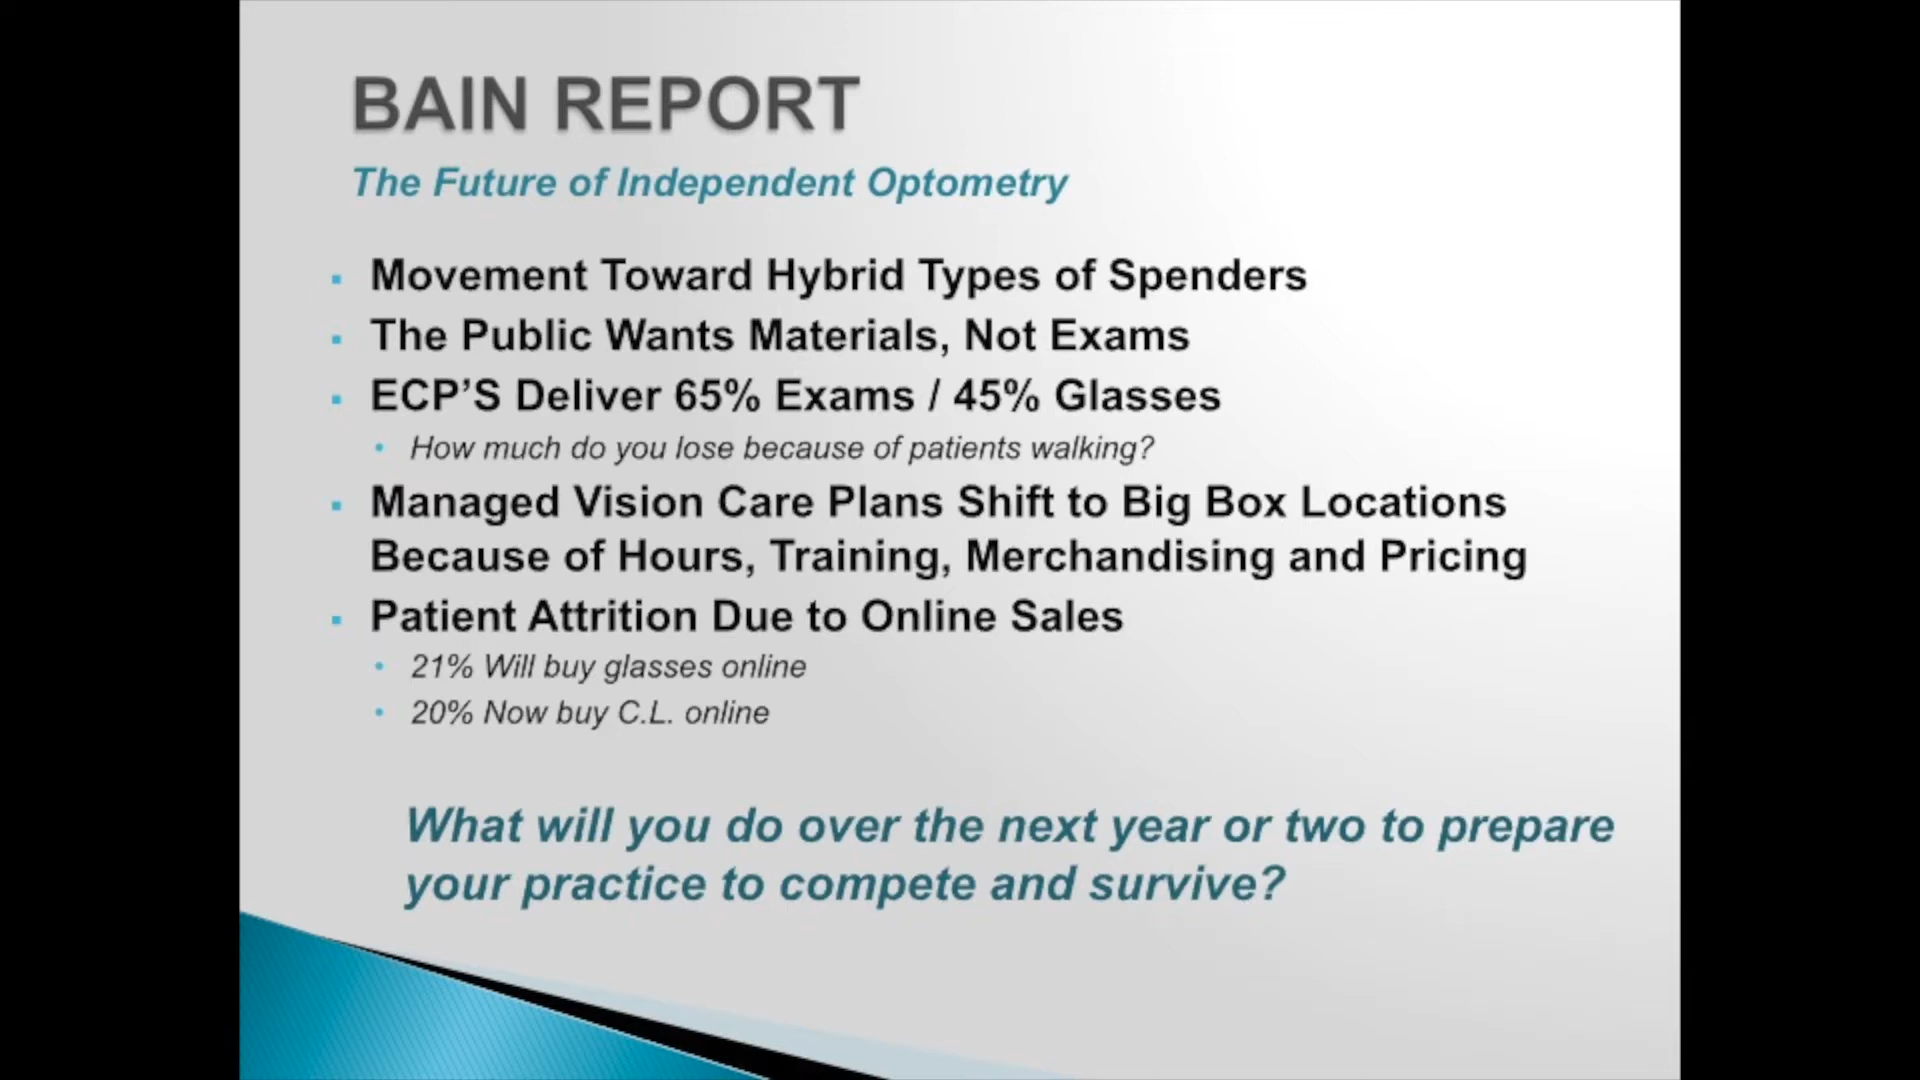 BAIN REPORT
The Future of Independent Optometry
Movement Toward Hybrid Types of Spenders
The Public Wants Materials, Not Exams
ECP’S Deliver 65% Exams / 45% Glasses
How much do you lose because of patients walking?
Managed Vision Care Plans Shift to Big Box Locations
Because of Hours, Training, Merchandising and Pricing
Patient Attrition Due to Online Sales
21% Will buy glasses online
20% Now buy C.L. online
What will you do over the next year or two to prepare
your practice to compete and survive?